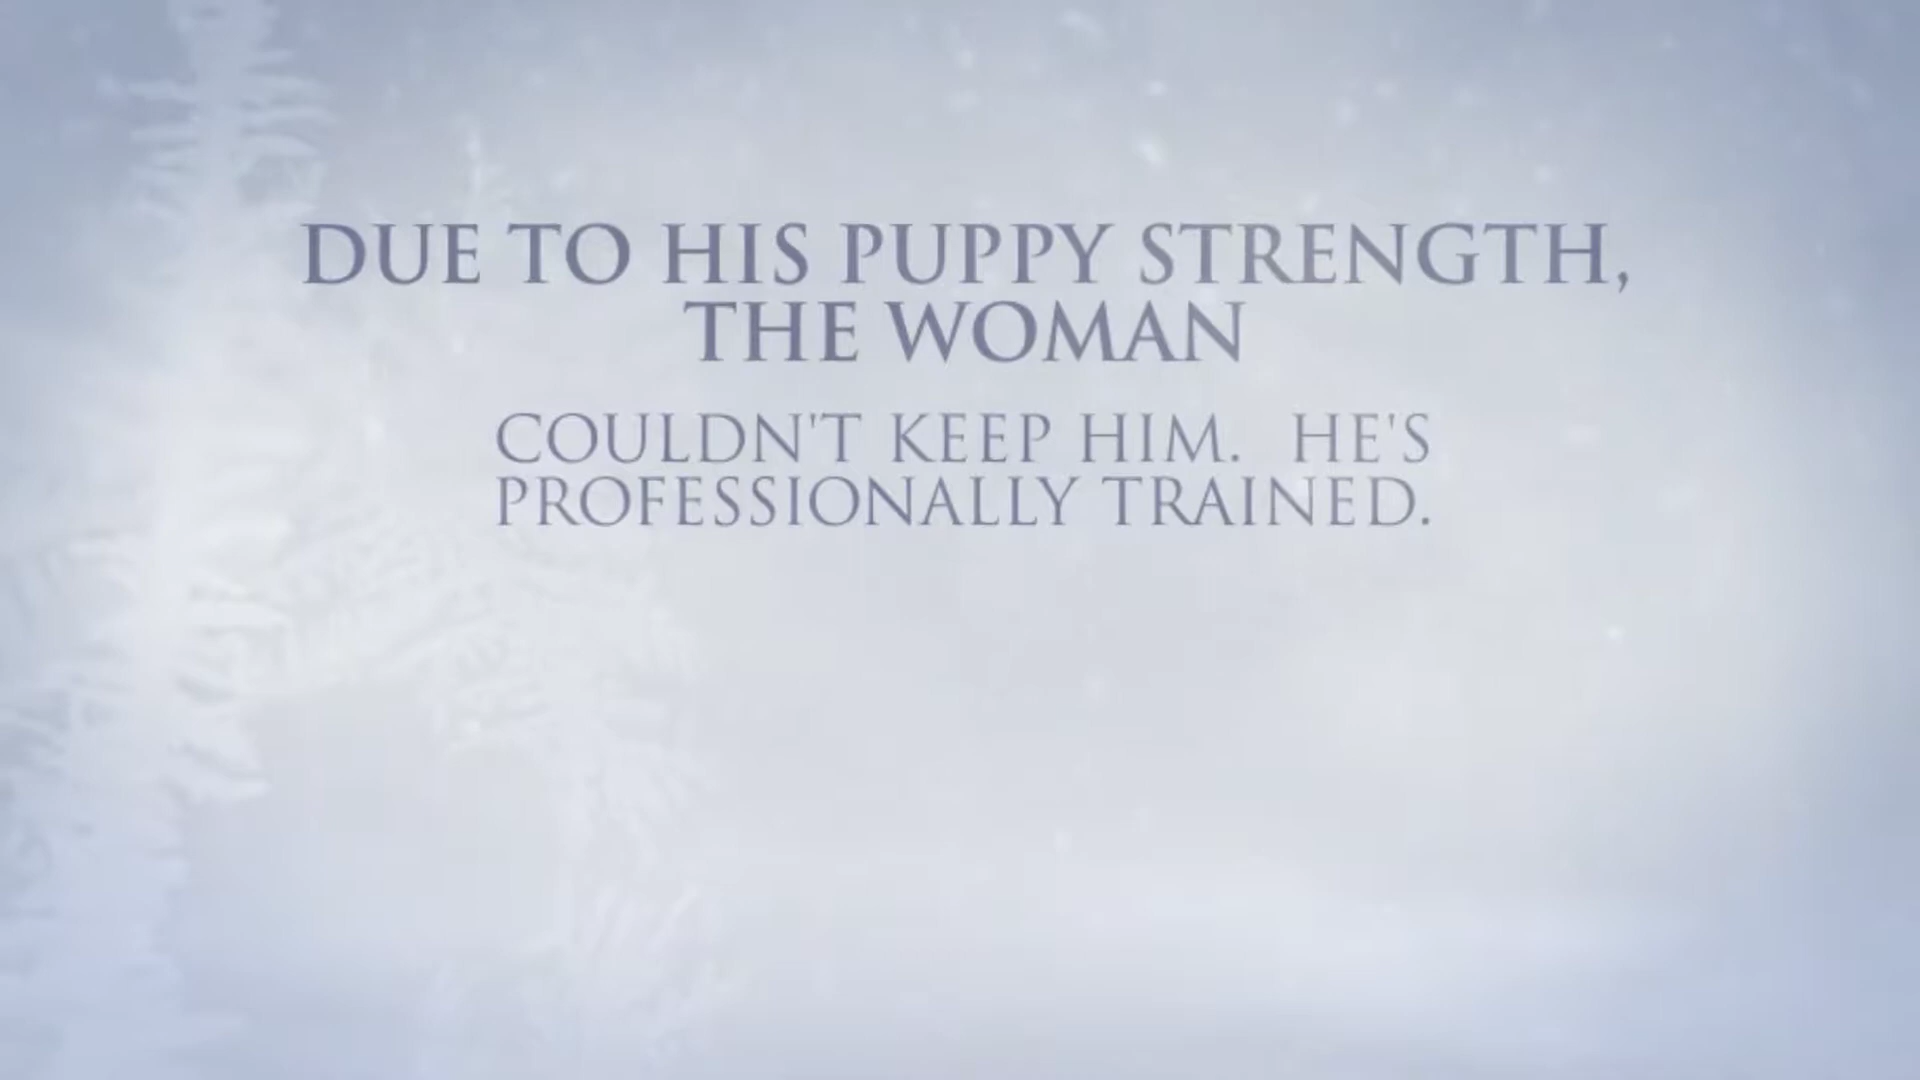 DUE TO HIS PUPPY STRENGTH,
THE WOMAN
COULDN'T KEEP HIM.  HE'S
PROFESSIONALLY TRAINED.